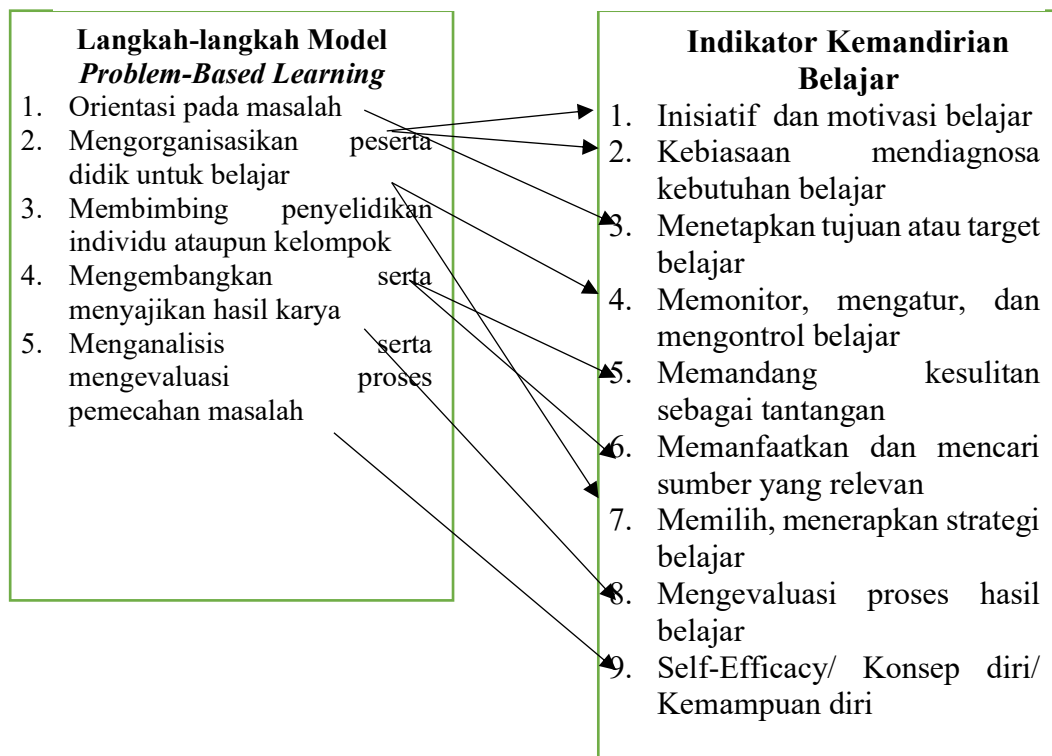 Langkah-langkah Model
Problem-Based Learning
1. Orientasi pada masalah
2. Mengorganisasikan peserta
didik untuk belajar
3. Membimbing penyelidikan
individu ataupun kelompok
4. Mengembangkan serta
menyajikan hasil karya
5. Menganalisis serta
mengevaluasi proses
pemecahan masalah
Indikator Kemandirian
Belajar
1. Inisiatif dan motivasi belajar
2. Kebiasaan mendiagnosa
kebutuhan belajar
3. Menetapkan tujuan atau target
belajar
4. Memonitor, mengatur, dan
mengontrol belajar
5. Memandang kesulitan
sebagai tantangan
6. Memanfaatkan dan mencari
sumber yang relevan
7. Memilih, menerapkan strategi
belajar
8. Mengevaluasi proses hasil
belajar
9. Self-Efficacy/ Konsep diri/
Kemampuan diri